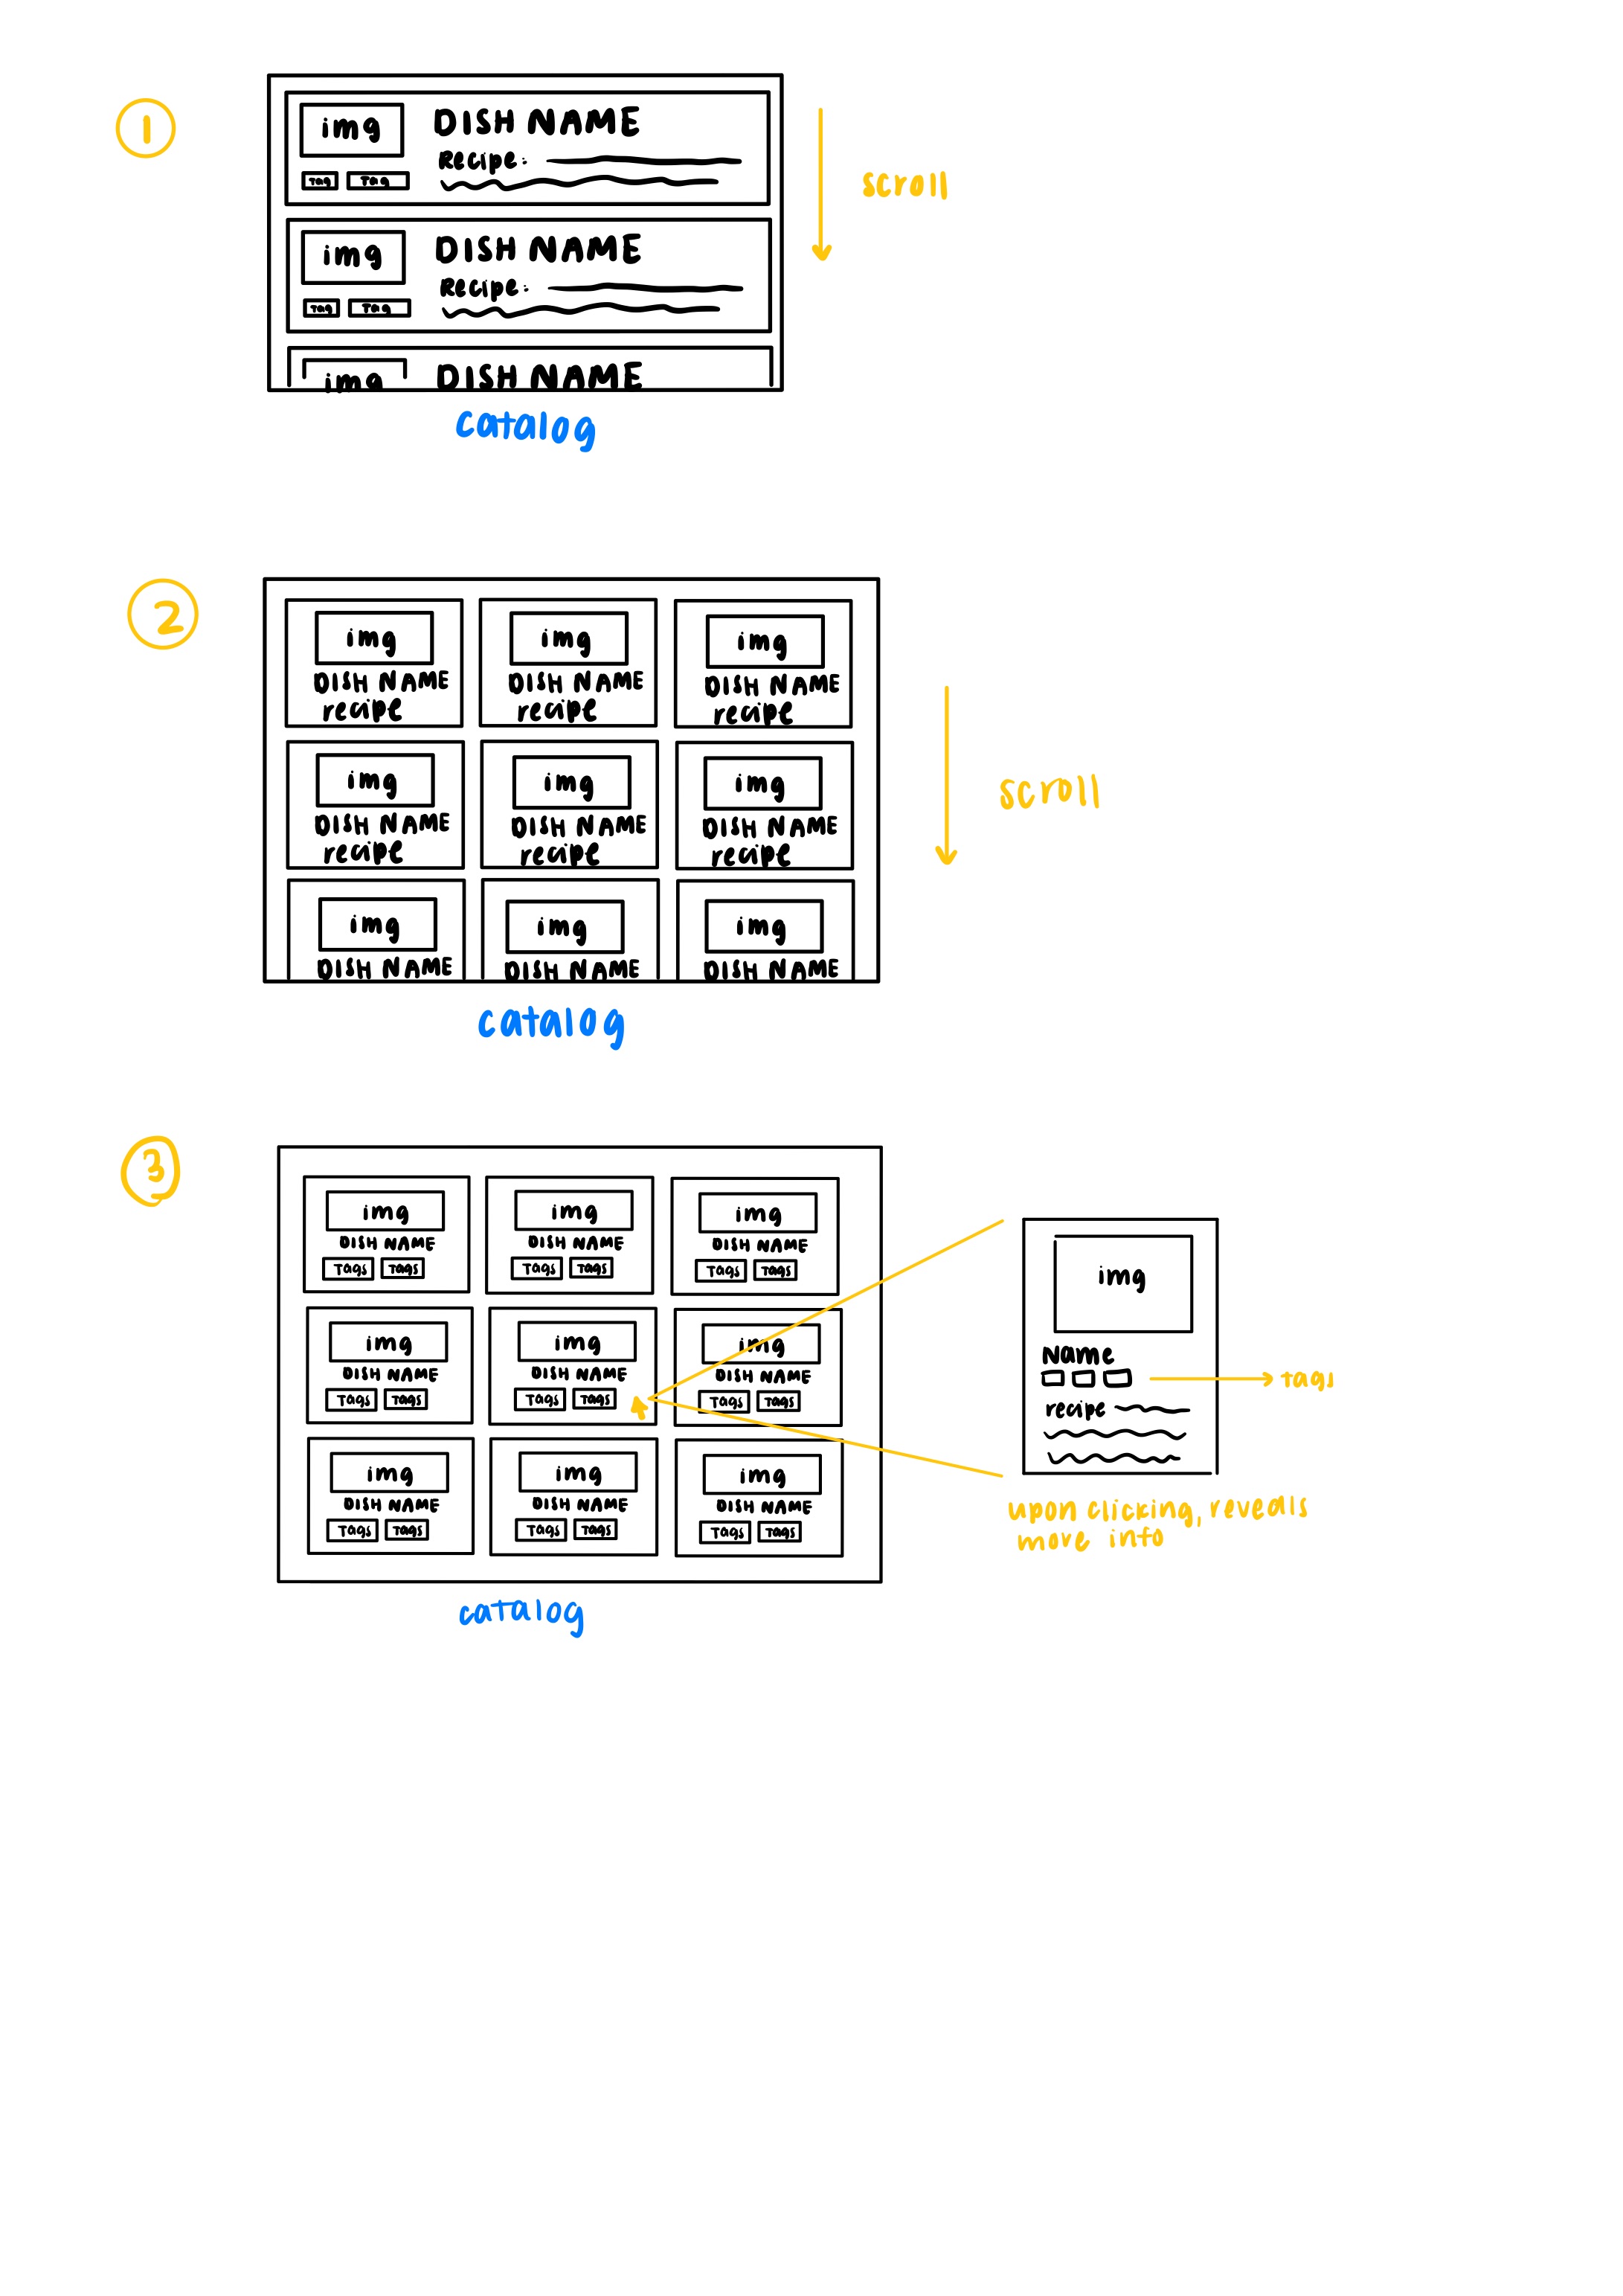 1
img
DISH NAME
Recipe:
Tag Tag
scroll
img
DISH NAME
Recipe:
Tag Tag
img
DISH NAME
catalog
2
img img img
DISH NAME DISH NAME DISH NAME
recipe recipe recipe
img img img
DISH NAME DISH NAME DISH NAME
recipe recipe recipe
scroll
img img img
DISH NAME DISH NAME DISH NAME
catalog
3
img img img
DISH NAME DISH NAME DISH NAME
Tags Tags Tags Tags Tags Tags
img img img
DISH NAME DISH NAME DISH NAME
Tags Tags Tags Tags Tags Tags
img img img
DISH NAME DISH NAME DISH NAME
Tags Tags Tags Tags Tags Tags
catalog
img
Name
tags
recipe
upon clicking, reveals
more info